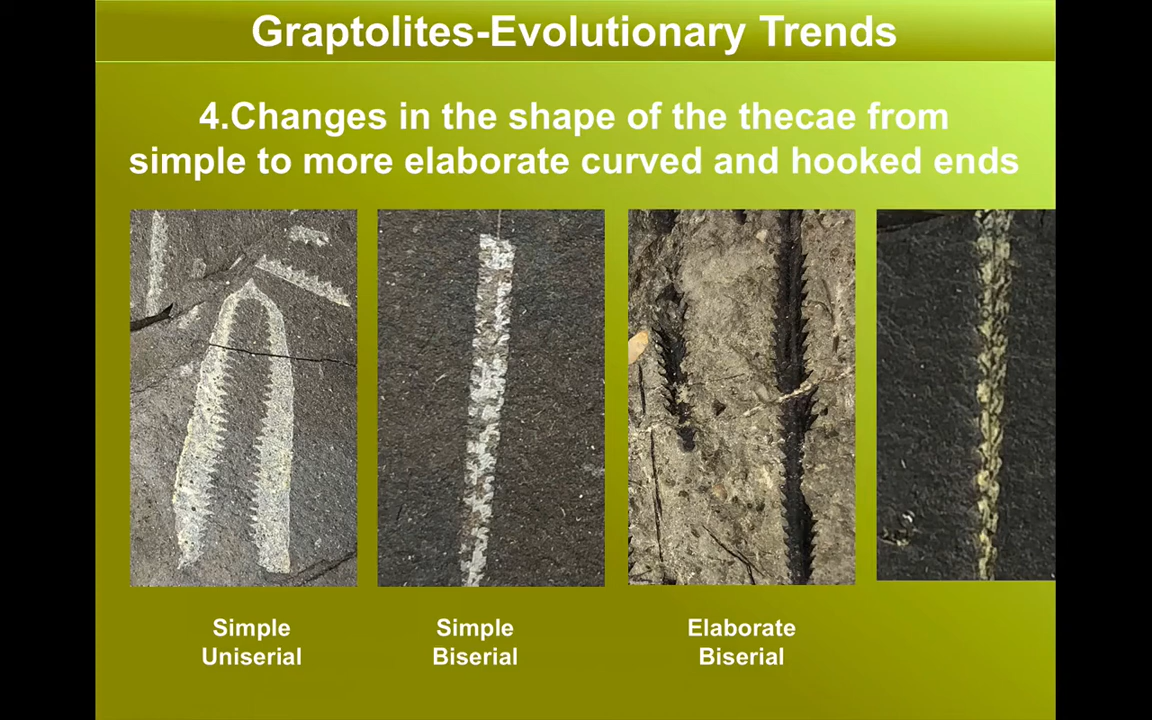 Graptolites-Evolutionary Trends
4.Changes in the shape of the thecae from
simple to more elaborate curved and hooked ends
Simple
Uniserial
Simple
Biserial
Elaborate
Biserial